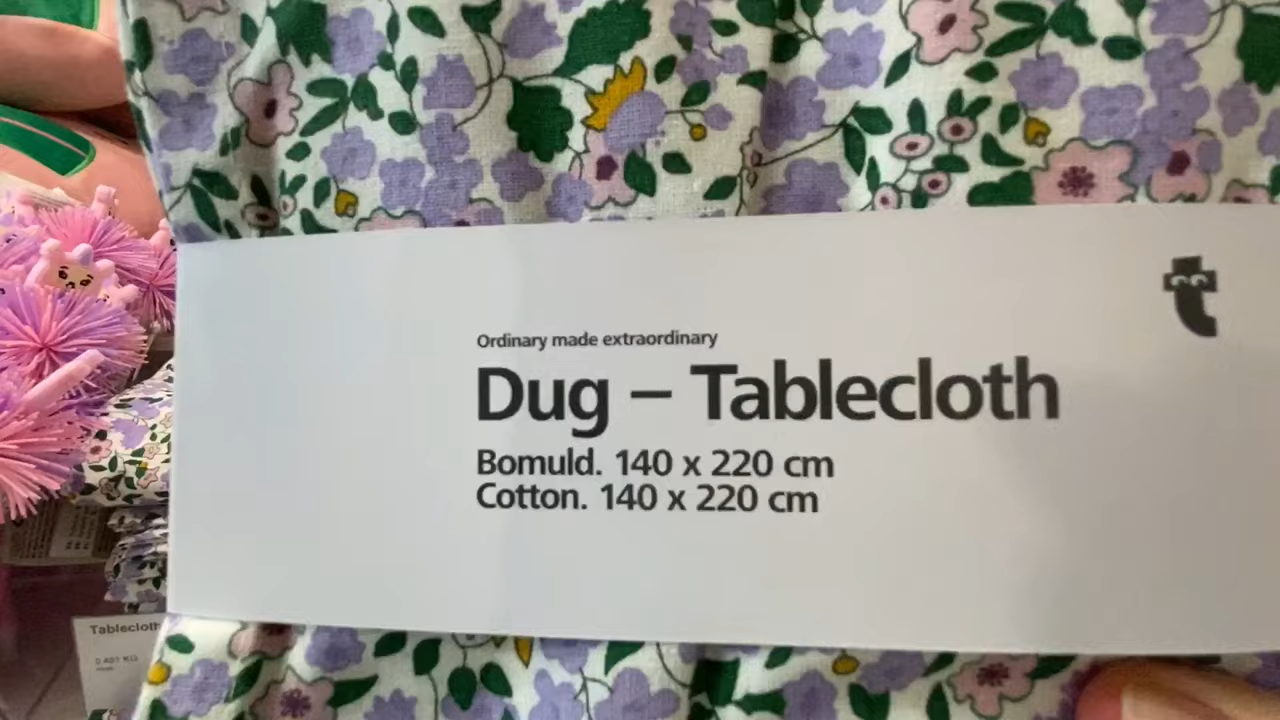 Ordinary made extraordinary
Dug – Tablecloth
Bomuld. 140 x 220 cm
Cotton. 140 x 220 cm
Tablecloth